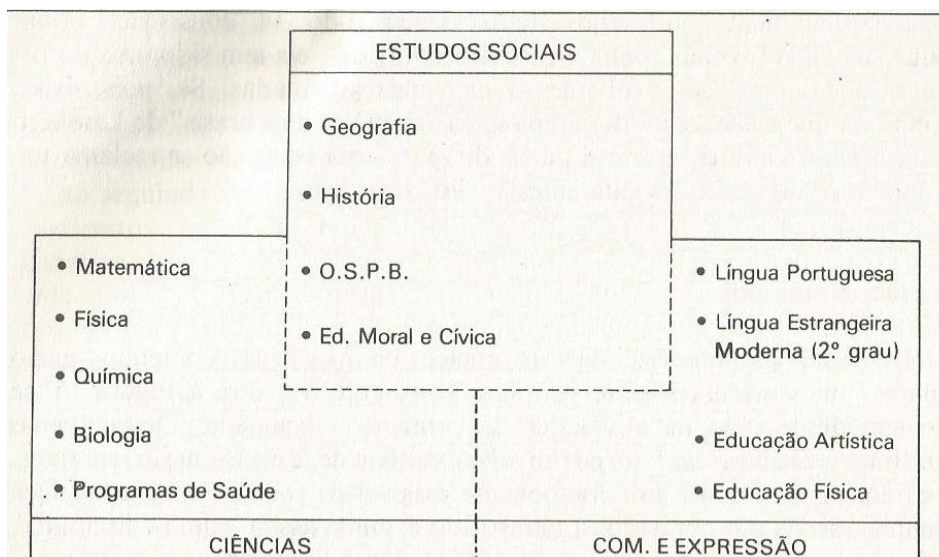 ESTUDOS SOCIAIS
• Geografia
• História
• O.S.P.B.
• Ed. Moral e Cívica
• Matemática
• Física
• Química
• Biologia
• Programas de Saúde
CIÊNCIAS
• Língua Portuguesa
• Língua Estrangeira
Moderna (2º grau)
• Educação Artística
• Educação Física
COM. E EXPRESSÃO